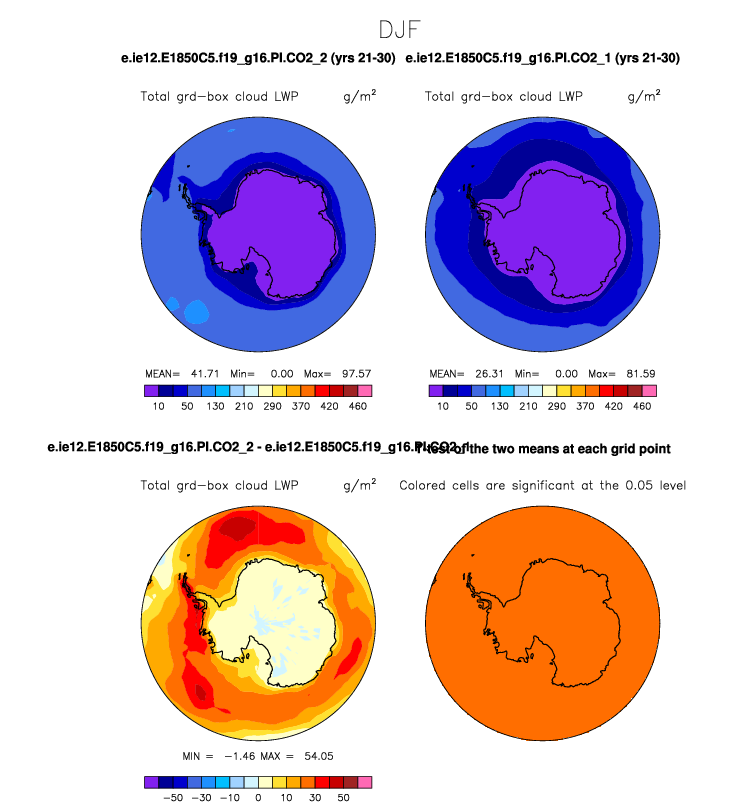 DJF
e.ie12.E1850C5.f19_g16.PI.CO2_2 (yrs 21-30) e.ie12.E1850C5.f19_g16.PI.CO2_1 (yrs 21-30)
Total grd-box cloud LWP g/m² Total grd-box cloud LWP g/m²
MEAN= 41.71 Min= 0.00 Max= 97.57 MEAN= 26.31 Min= 0.00 Max= 81.59
10 50 130 210 290 370 420 460 10 50 130 210 290 370 420 460
e.ie12.E1850C5.f19_g16.PI.CO2_2 - e.ie12.E1850C5.f19_g16.PI.CO2_1 T-test of the two means at each grid point
Total grd-box cloud LWP g/m² Colored cells are significant at the 0.05 level
MIN = -1.46 MAX = 54.05
-50 -30 -10 0 10 30 50